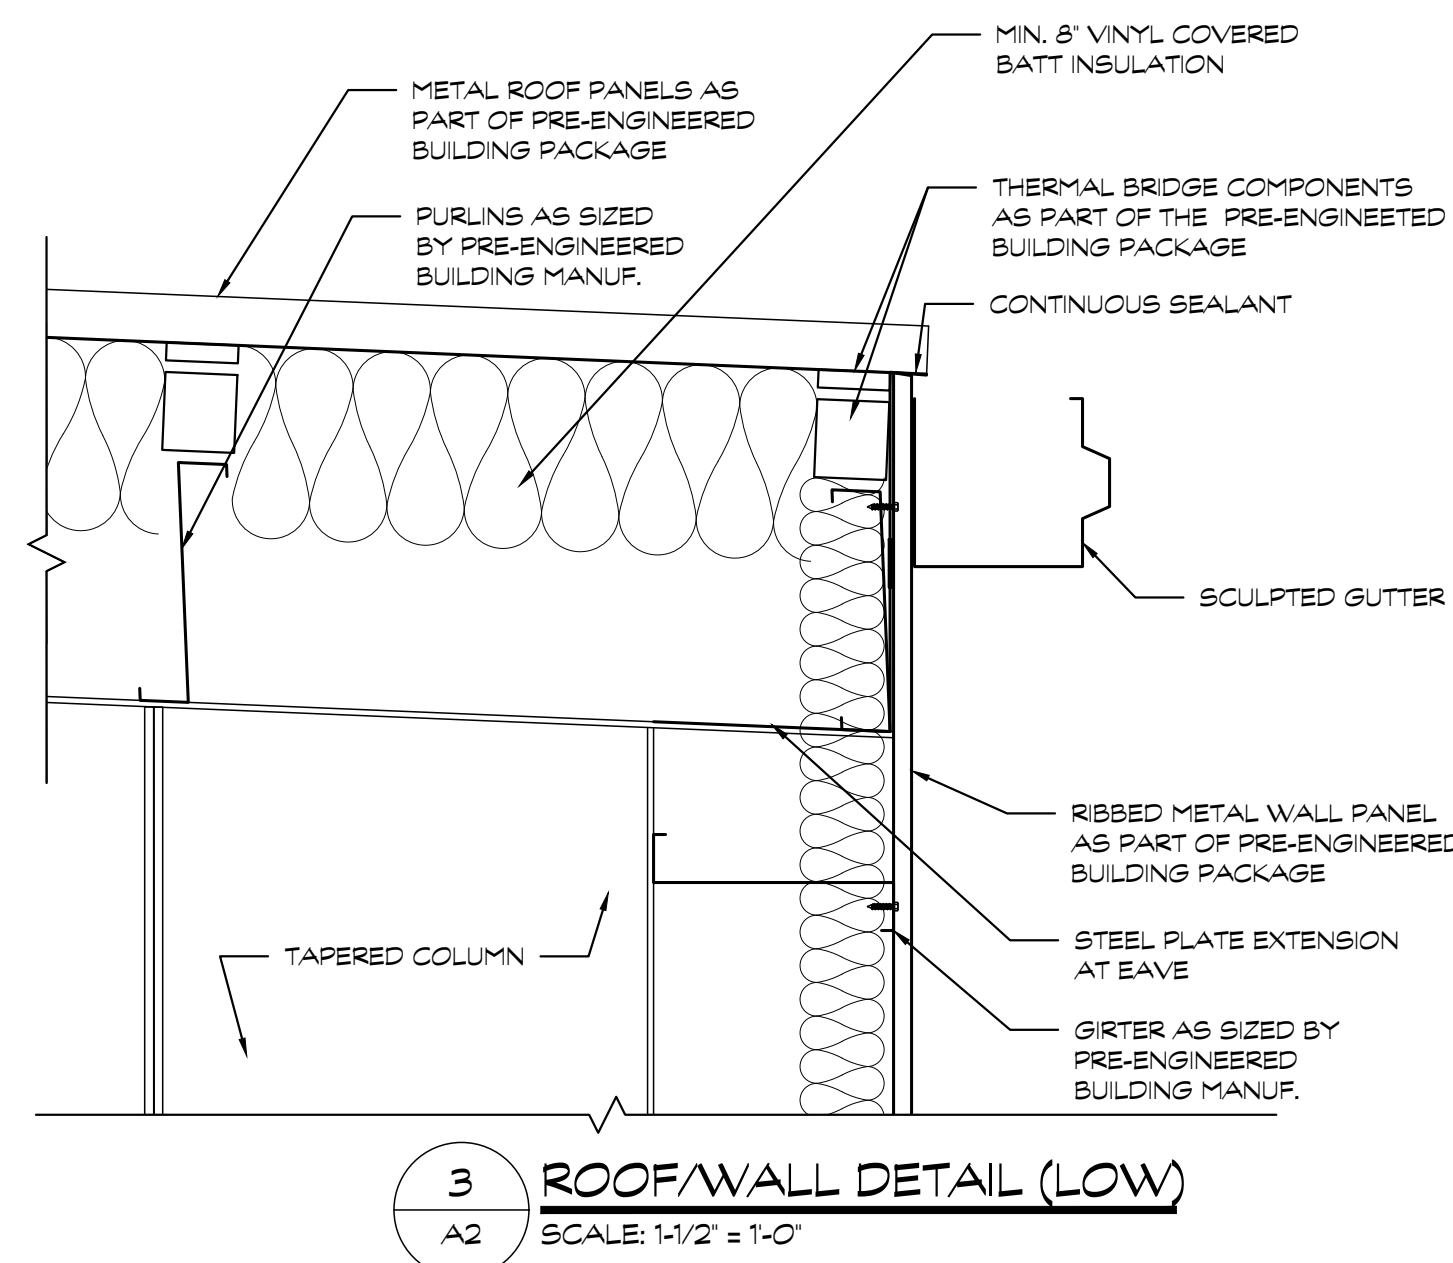 MIN. 8" VINYL COVERED
BATT INSULATION
METAL ROOF PANELS AS
PART OF PRE-ENGINEERED
BUILDING PACKAGE
THERMAL BRIDGE COMPONENTS
AS PART OF THE PRE-ENGINEETED
BUILDING PACKAGE
PURLINS AS SIZED
BY PRE-ENGINEERED
BUILDING MANUF.
CONTINUOUS SEALANT
SCULPTED GUTTER
RIBBED METAL WALL PANEL
AS PART OF PRE-ENGINEERED
BUILDING PACKAGE
STEEL PLATE EXTENSION
AT EAVE
TAPERED COLUMN
GIRTER AS SIZED BY
PRE-ENGINEERED
BUILDING MANUF.
3
A2
ROOF/WALL DETAIL (LOW)
SCALE: 1-1/2" = 1'-0"